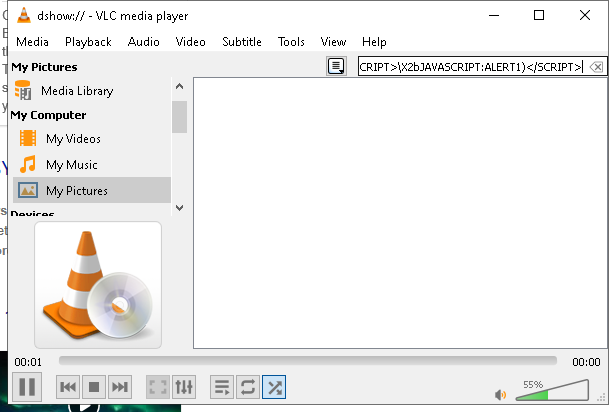 dshow:// - VLC media player
Media Playback Audio Video Subtitle Tools View Help
My Pictures
CRIPT>\X2bJAVASCRIPT:ALERT1)</SCRIPT>
Media Library
My Computer
My Videos
My Music
My Pictures
Devices
00:01
00:00
55%